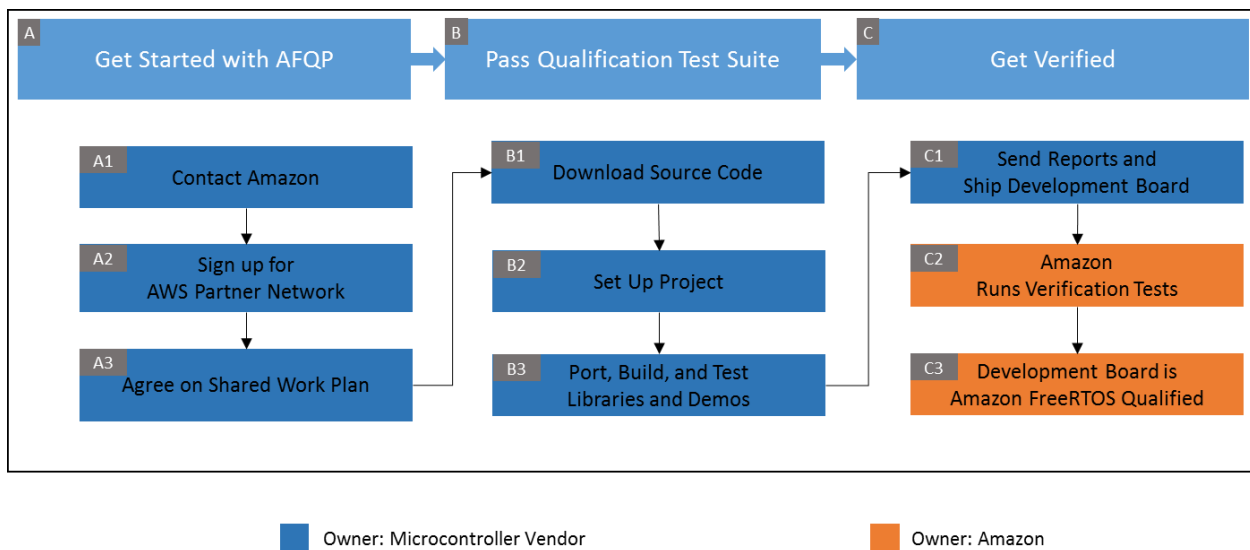 A
Get Started with AFQP
B
Pass Qualification Test Suite
C
Get Verified
A1
Contact Amazon
A2
Sign up for
AWS Partner Network
A3
Agree on Shared Work Plan
B1
Download Source Code
B2
Set Up Project
B3
Port, Build, and Test
Libraries and Demos
C1
Send Reports and
Ship Development Board
C2
Amazon
Runs Verification Tests
C3
Development Board is
Amazon FreeRTOS Qualified
Owner: Microcontroller Vendor
Owner: Amazon